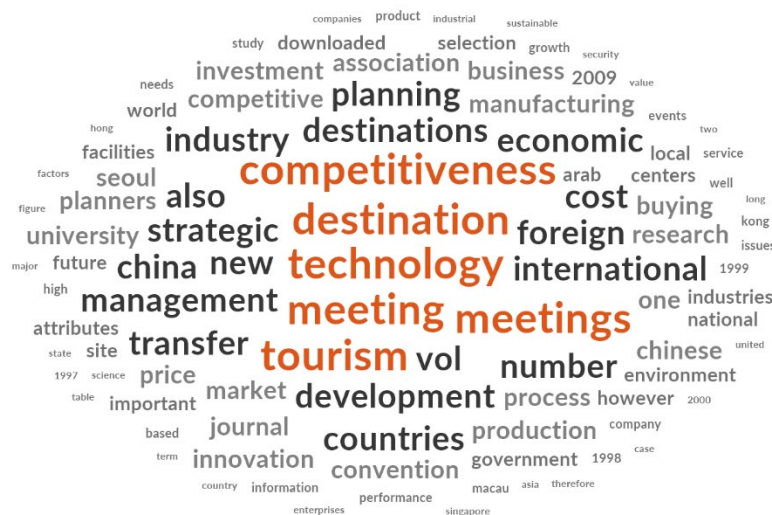 companies product industrial sustainable
study downloaded selection growth
security
investment association business 2009 value
needs
world competitive planning manufacturing
events
hong industry destinations economic two
facilities local service
factors seoul competitiveness arab centers well
planners also cost buying long
figure
university strategic destination foreign research kong
issues
major future china new technology international 1999
high management meeting meetings one industries
national
attributes
state site transfer tourism vol number chinese united
1997 science price environment
table important market development process however 2000
based journal countries production company
term innovation convention government 1998 case
country information performance macau asia therefore
enterprises singapore